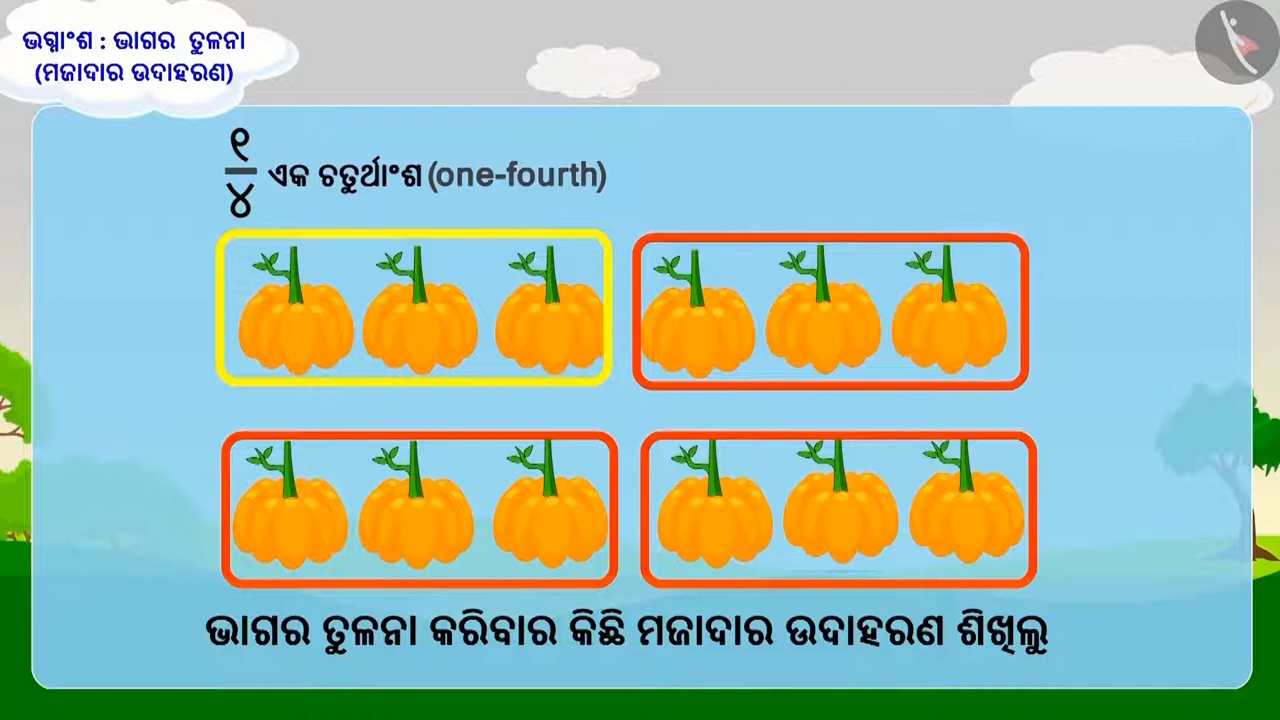 ଭଗ୍ନାଂଶ : ଭାଗର ତୁଳନା
(ମଜାଦାର ଉଦାହରଣ)
୧
୪
ଏକ ଚତୁର୍ଥାଂଶ (one-fourth)
ଭାଗର ତୁଳନା କରିବାର କିଛି ମଜାଦାର ଉଦାହରଣ ଶିଖିଲୁ